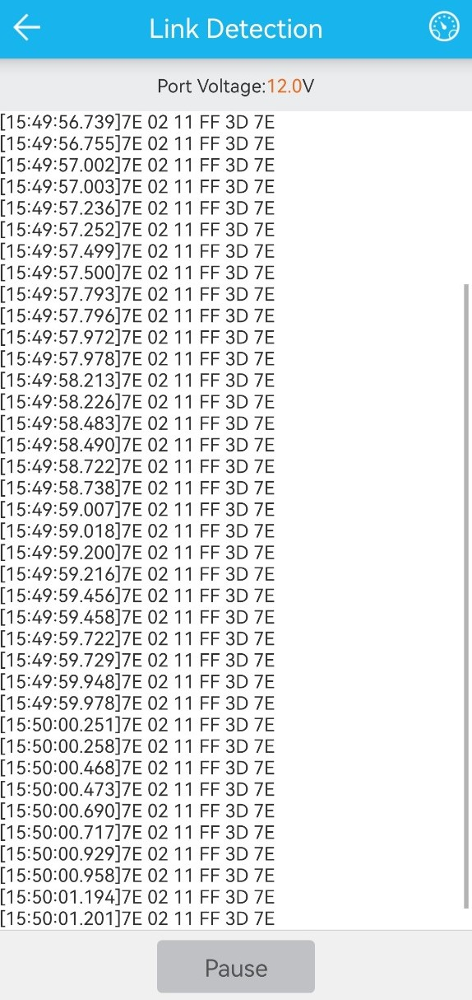 Link Detection
Port Voltage:12.0V
[15:49:56.739]7E 02 11 FF 3D 7E
[15:49:56.755]7E 02 11 FF 3D 7E
[15:49:57.002]7E 02 11 FF 3D 7E
[15:49:57.003]7E 02 11 FF 3D 7E
[15:49:57.236]7E 02 11 FF 3D 7E
[15:49:57.252]7E 02 11 FF 3D 7E
[15:49:57.499]7E 02 11 FF 3D 7E
[15:49:57.500]7E 02 11 FF 3D 7E
[15:49:57.793]7E 02 11 FF 3D 7E
[15:49:57.796]7E 02 11 FF 3D 7E
[15:49:57.972]7E 02 11 FF 3D 7E
[15:49:57.978]7E 02 11 FF 3D 7E
[15:49:58.213]7E 02 11 FF 3D 7E
[15:49:58.226]7E 02 11 FF 3D 7E
[15:49:58.483]7E 02 11 FF 3D 7E
[15:49:58.490]7E 02 11 FF 3D 7E
[15:49:58.722]7E 02 11 FF 3D 7E
[15:49:58.738]7E 02 11 FF 3D 7E
[15:49:59.007]7E 02 11 FF 3D 7E
[15:49:59.018]7E 02 11 FF 3D 7E
[15:49:59.200]7E 02 11 FF 3D 7E
[15:49:59.216]7E 02 11 FF 3D 7E
[15:49:59.456]7E 02 11 FF 3D 7E
[15:49:59.458]7E 02 11 FF 3D 7E
[15:49:59.722]7E 02 11 FF 3D 7E
[15:49:59.729]7E 02 11 FF 3D 7E
[15:49:59.948]7E 02 11 FF 3D 7E
[15:49:59.978]7E 02 11 FF 3D 7E
[15:50:00.251]7E 02 11 FF 3D 7E
[15:50:00.258]7E 02 11 FF 3D 7E
[15:50:00.468]7E 02 11 FF 3D 7E
[15:50:00.473]7E 02 11 FF 3D 7E
[15:50:00.690]7E 02 11 FF 3D 7E
[15:50:00.717]7E 02 11 FF 3D 7E
[15:50:00.929]7E 02 11 FF 3D 7E
[15:50:00.958]7E 02 11 FF 3D 7E
[15:50:01.194]7E 02 11 FF 3D 7E
[15:50:01.201]7E 02 11 FF 3D 7E
Pause